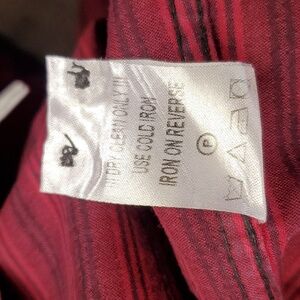 DRY CLEAN ONLY
USE COLD IRON
IRON ON REVERSE
P